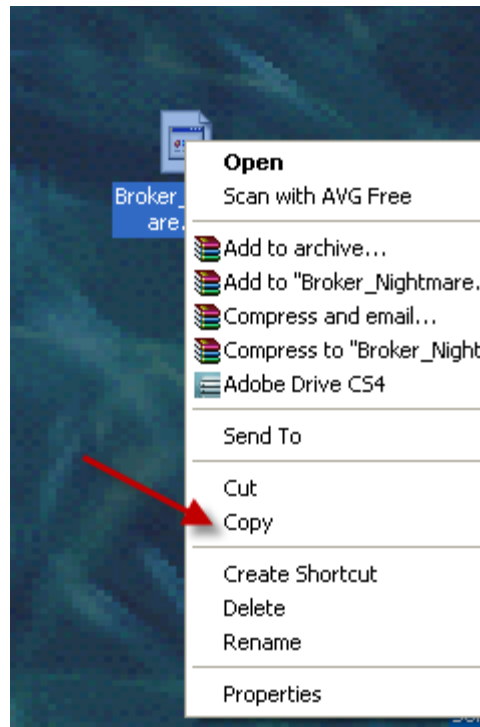 Broker_
are.
Open
Scan with AVG Free
Add to archive...
Add to "Broker_Nightmare.
Compress and email...
Compress to "Broker_Night
Adobe Drive CS4
Send To
Cut
Copy
Create Shortcut
Delete
Rename
Properties